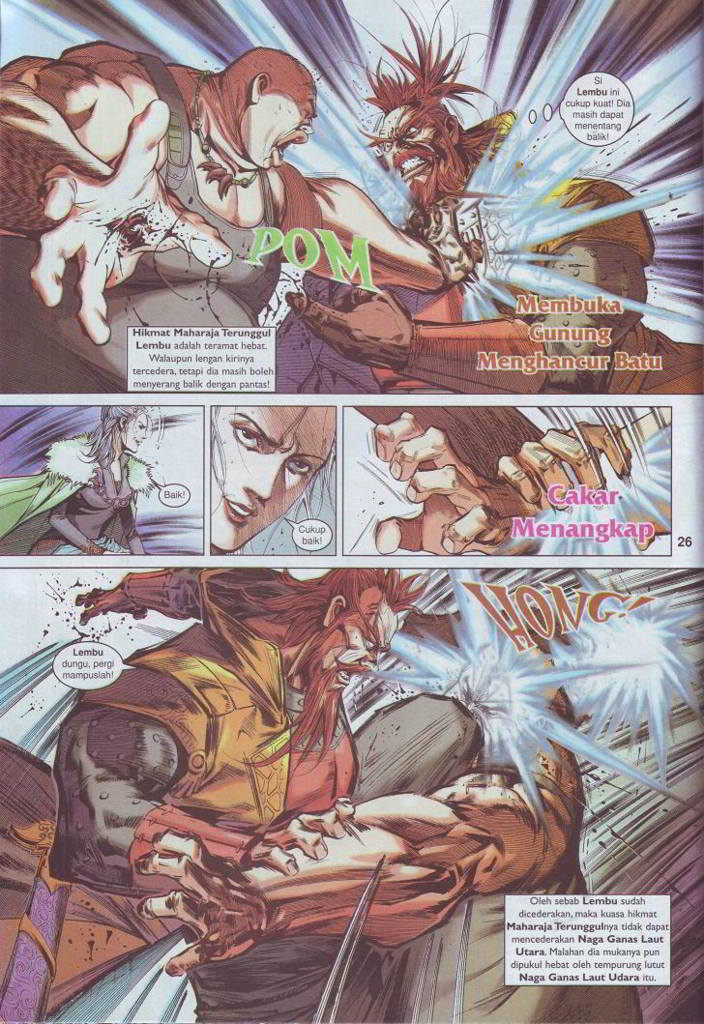 Si
Lembu ini
cukup kuat! Dia
masih dapat
menentang
balik!
POM
Membuka
Gunung
Menghancur Batu
Hikmat Maharaja Terunggul
Lembu adalah teramat hebat.
Walaupun lengan kirinya
tercedera, tetapi dia masih boleh
menyerang balik dengan pantas!
Baik!
Cukup
baik!
Cakar
Menangkap
26
HONG!
Lembu
dungu, pergi
mampuslah!
Oleh sebab Lembu sudah
dicederakan, maka kuasa hikmat
Maharaja Terunggulnya tidak dapat
mencederakan Naga Ganas Laut
Utara. Malahan dia mukanya pun
dipukul hebat oleh tempurung lutut
Naga Ganas Laut Udara itu.